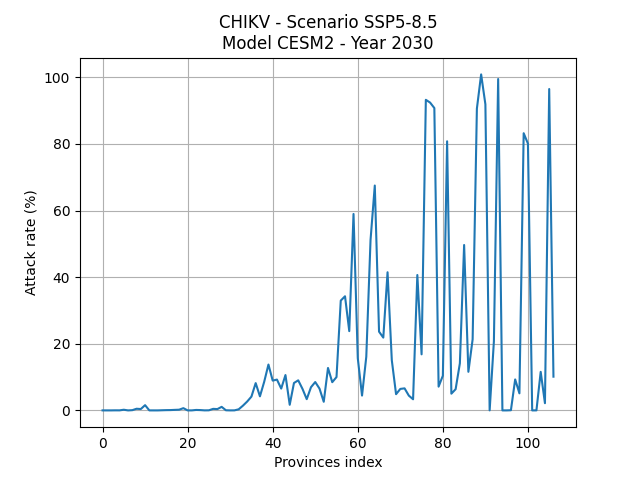 CHIKV - Scenario SSP5-8.5
Model CESM2 - Year 2030
Attack rate (%)
100
80
60
40
20
0
0 20 40 60 80 100
Provinces index